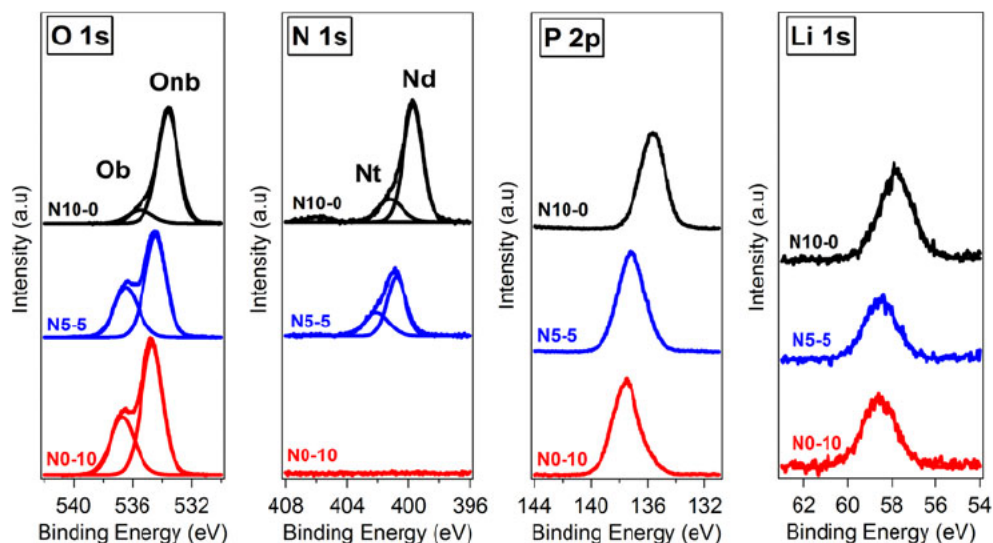 O 1s
Onb
Ob
N10-0
N5-5
N0-10
Intensity (a.u)
540 535 530
Binding Energy (eV)
N 1s
Nd
Nt
N10-0
N5-5
N0-10
Intensity (a.u)
408 404 400 396
Binding Energy (eV)
P 2p
N10-0
N5-5
N0-10
Intensity (a.u)
144 140 136 132
Binding Energy (eV)
Li 1s
N10-0
N5-5
N0-10
Intensity (a.u)
62 60 58 56 54
Binding Energy (eV)